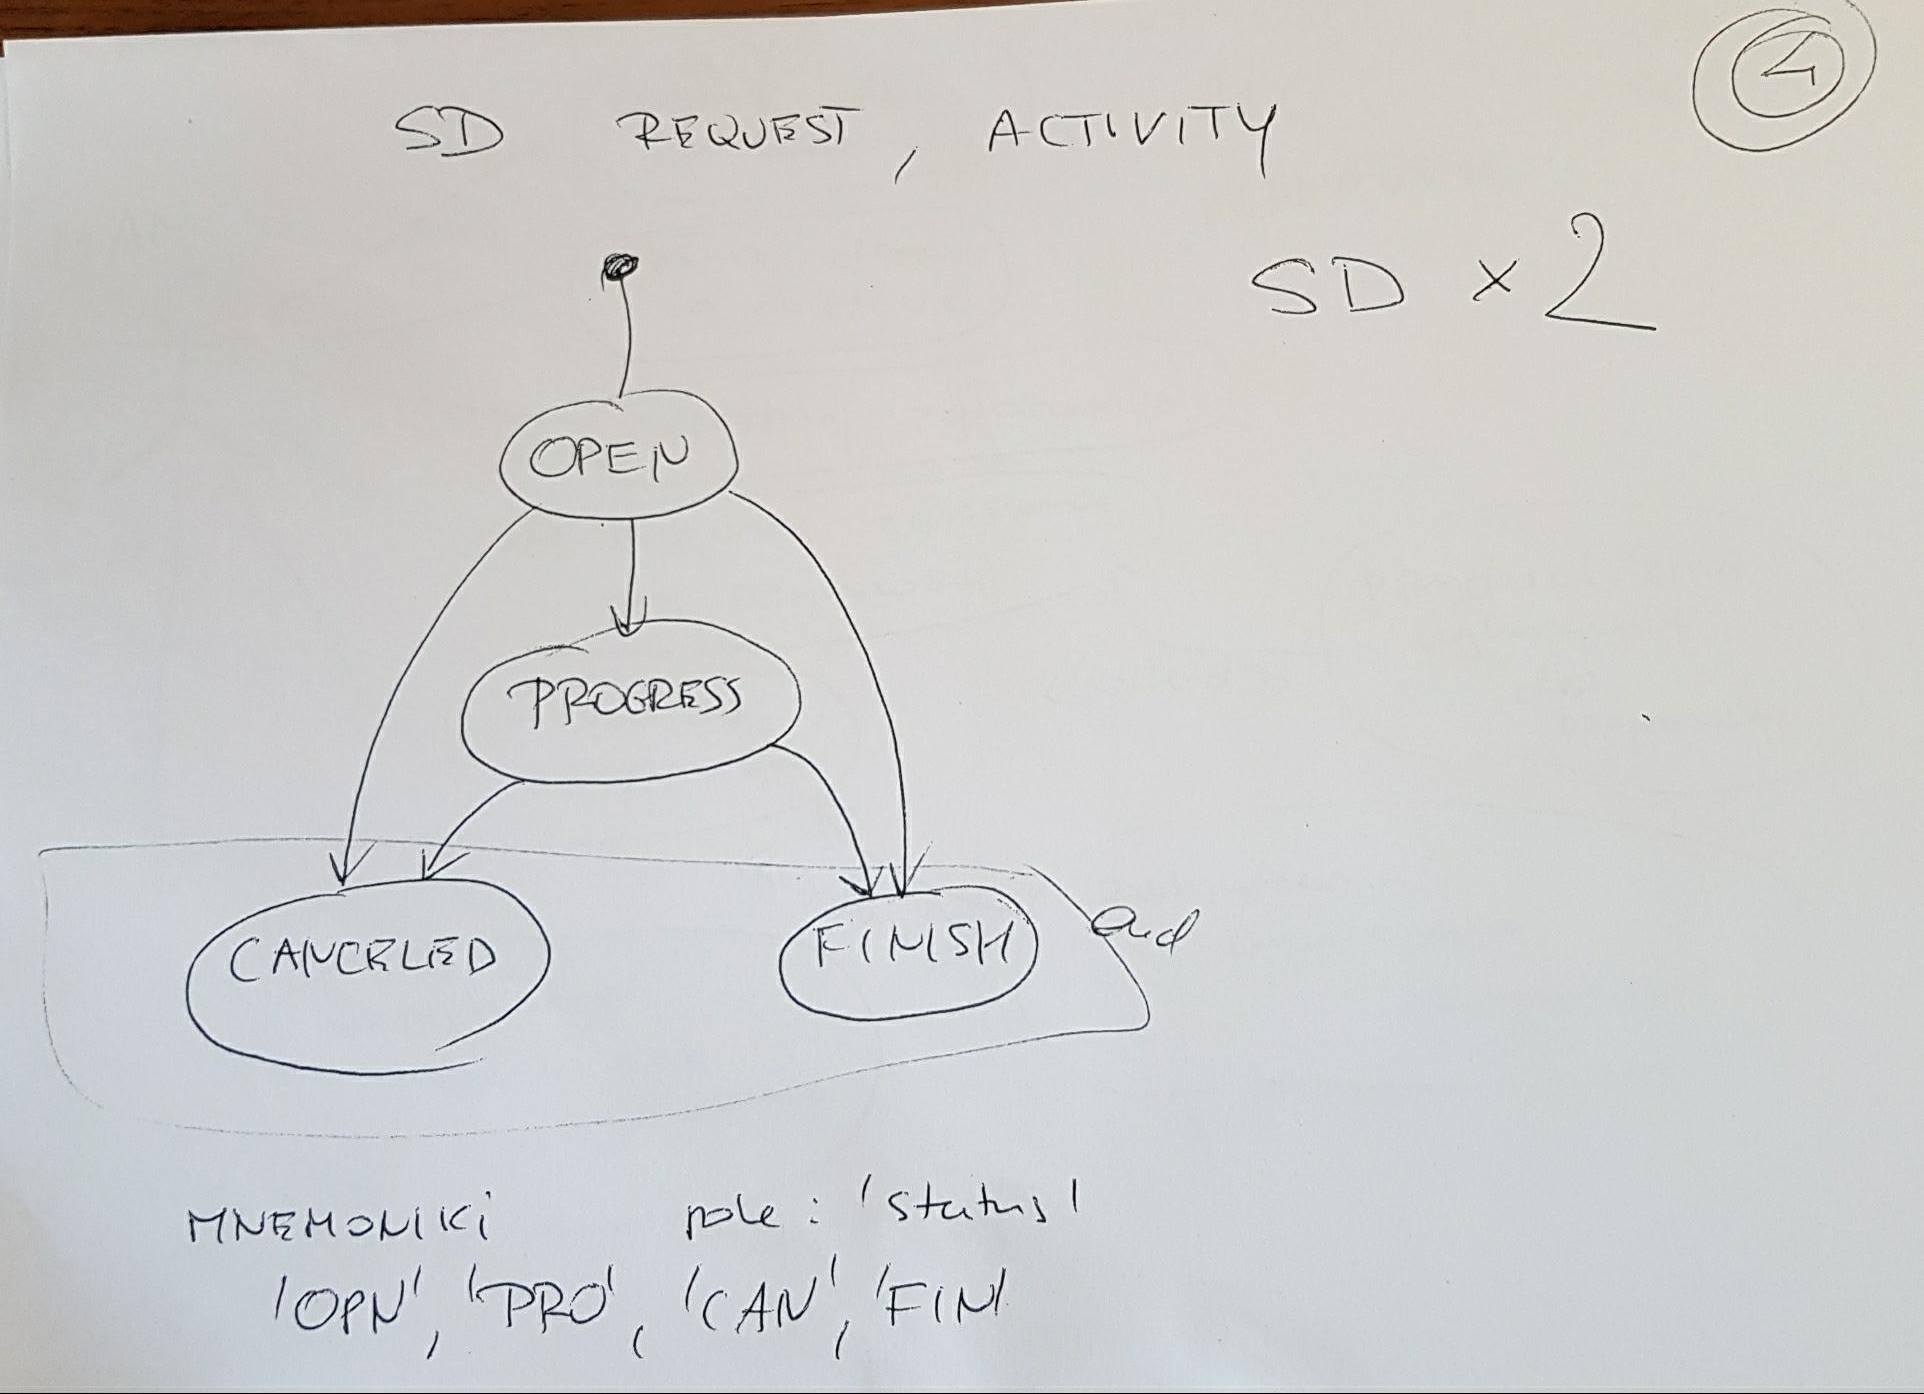 4
SD REQUEST, ACTIVITY
SD x 2
OPEN
PROGRESS
CANCELED
FINISH
end
MNEMONIKI pole: 'status'
'OPN', 'PRO', 'CAN', 'FIN'